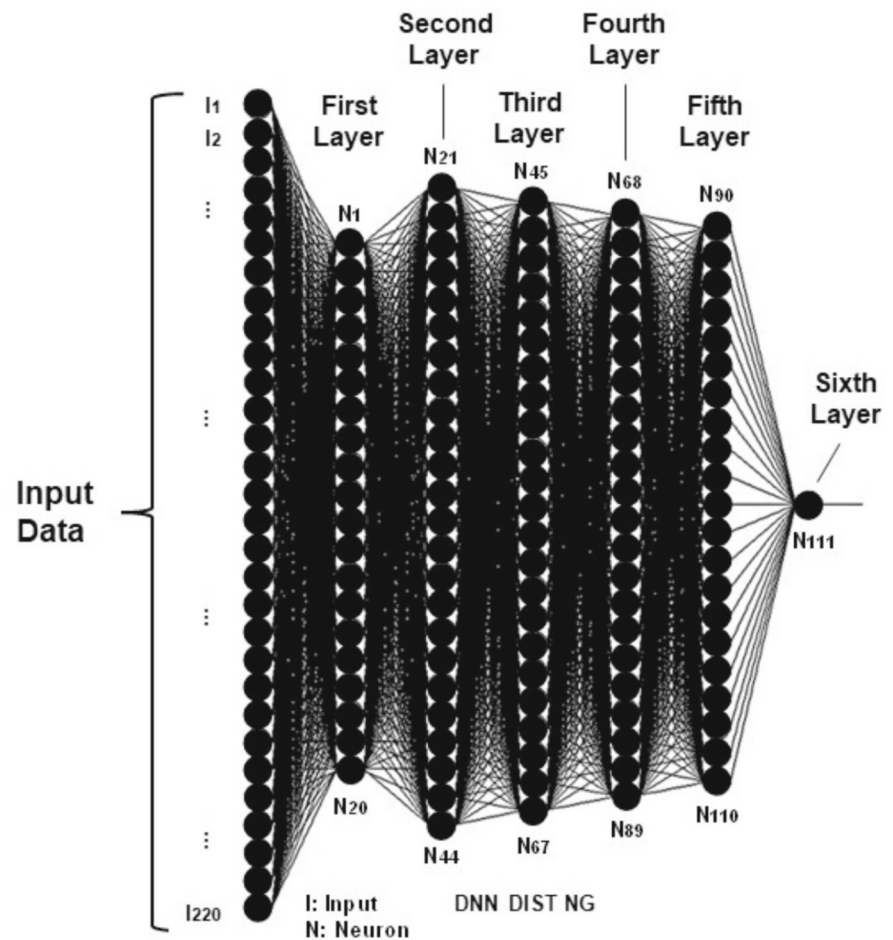 Second
Layer
Fourth
Layer
First
Layer
Third
Layer
Fifth
Layer
I1
I2
...
...
...
...
I220
Input
Data
N1
N20
N21
N44
N45
N67
N68
N89
N90
N110
Sixth
Layer
N111
I: Input
N: Neuron
DNN DIST NG